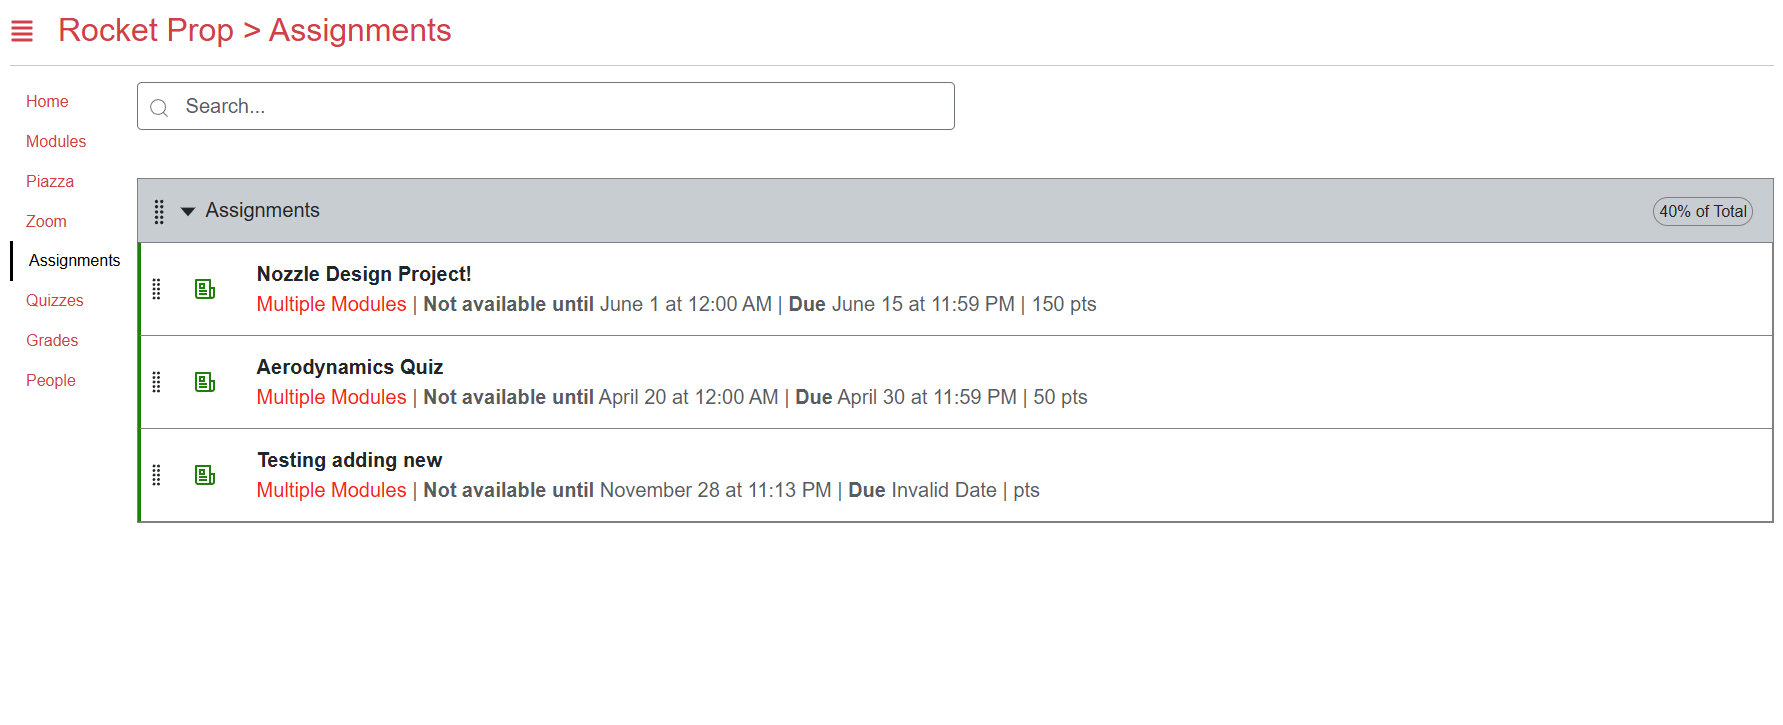 Rocket Prop > Assignments
Home
Modules
Piazza
Zoom
Assignments
Quizzes
Grades
People
Search...
Assignments
40% of Total
Nozzle Design Project!
Multiple Modules | Not available until June 1 at 12:00 AM | Due June 15 at 11:59 PM | 150 pts
Aerodynamics Quiz
Multiple Modules | Not available until April 20 at 12:00 AM | Due April 30 at 11:59 PM | 50 pts
Testing adding new
Multiple Modules | Not available until November 28 at 11:13 PM | Due Invalid Date | pts